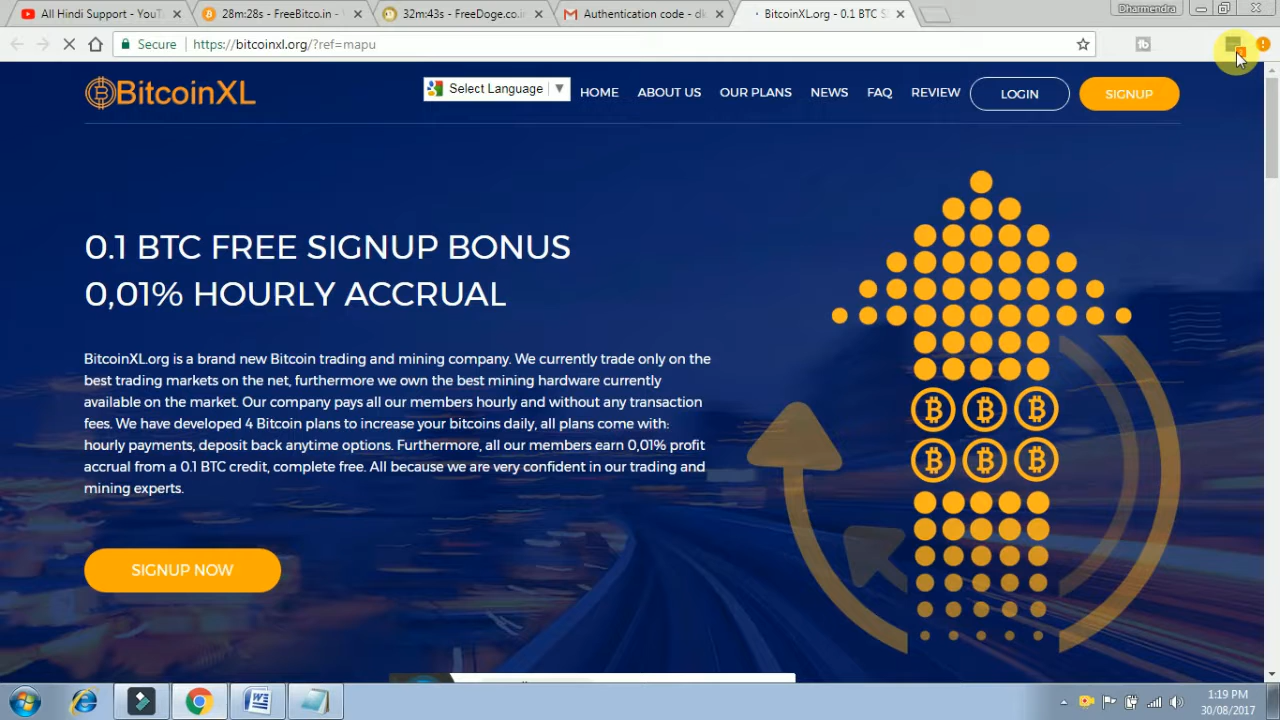 All Hindi Support - YouT
28m:28s - FreeBitco.in -
32m:43s - FreeDoge.co.in
Authentication code - dk
BitcoinXL.org - 0.1 BTC S
Dharmendra
Secure
https://bitcoinxl.org/?ref=mapu
BitcoinXL
Select Language
HOME
ABOUT US
OUR PLANS
NEWS
FAQ
REVIEW
LOGIN
SIGNUP
0.1 BTC FREE SIGNUP BONUS
0,01% HOURLY ACCRUAL
BitcoinXL.org is a brand new Bitcoin trading and mining company. We currently trade only on the
best trading markets on the net, furthermore we own the best mining hardware currently
available on the market. Our company pays all our members hourly and without any transaction
fees. We have developed 4 Bitcoin plans to increase your bitcoins daily, all plans come with:
hourly payments, deposit back anytime options. Furthermore, all our members earn 0,01% profit
accrual from a 0.1 BTC credit, complete free. All because we are very confident in our trading and
mining experts.
SIGNUP NOW
1:19 PM
30/08/2017